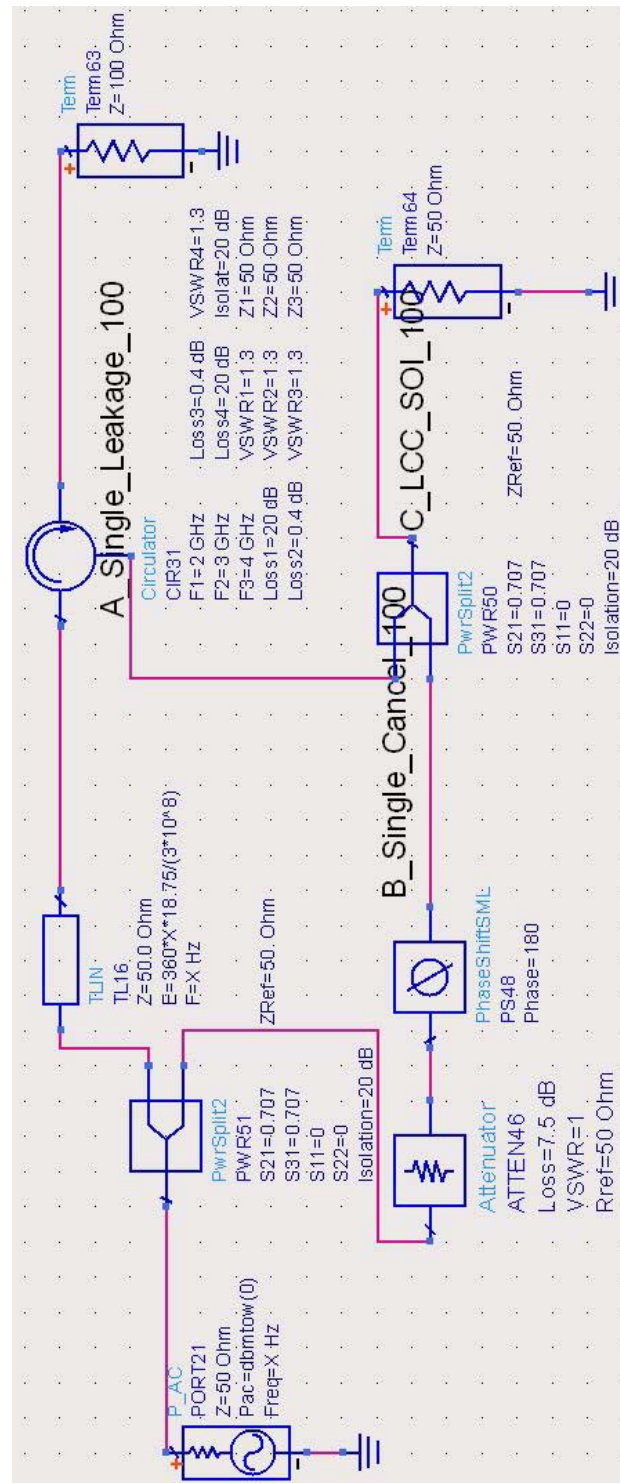 P_AC
PORT21
Z=50 Ohm
Pac=dbmtow(0)
Freq=X Hz
PwrSplit2
PWR51
S21=0.707
S31=0.707
S11=0
S22=0
Isolation=20 dB
ZRef=50. Ohm
TLIN
TL16
Z=50.0 Ohm
E=360*X*18.75/(3*10^8)
F=X Hz
A_Single_Leakage_100
Circulator
CIR31
F1=2 GHz
F2=3 GHz
F3=4 GHz
Loss1=20 dB
Loss2=0.4 dB
Loss3=0.4 dB
Loss4=20 dB
VSWR1=1.3
VSWR2=1.3
VSWR3=1.3
VSWR4=1.3
Isolat=20 dB
Z1=50 Ohm
Z2=50 Ohm
Z3=50 Ohm
Term
Term63
Z=100 Ohm
+
-
Attenuator
ATTEN46
Loss=7.5 dB
VSWR=1
Rref=50 Ohm
PhaseShiftSML
PS48
Phase=180
B_Single_Cancel_100
PwrSplit2
PWR50
S21=0.707
S31=0.707
S11=0
S22=0
Isolation=20 dB
ZRef=50. Ohm
C_LCC_SOI_100
Term
Term64
Z=50 Ohm
+
-
+
-